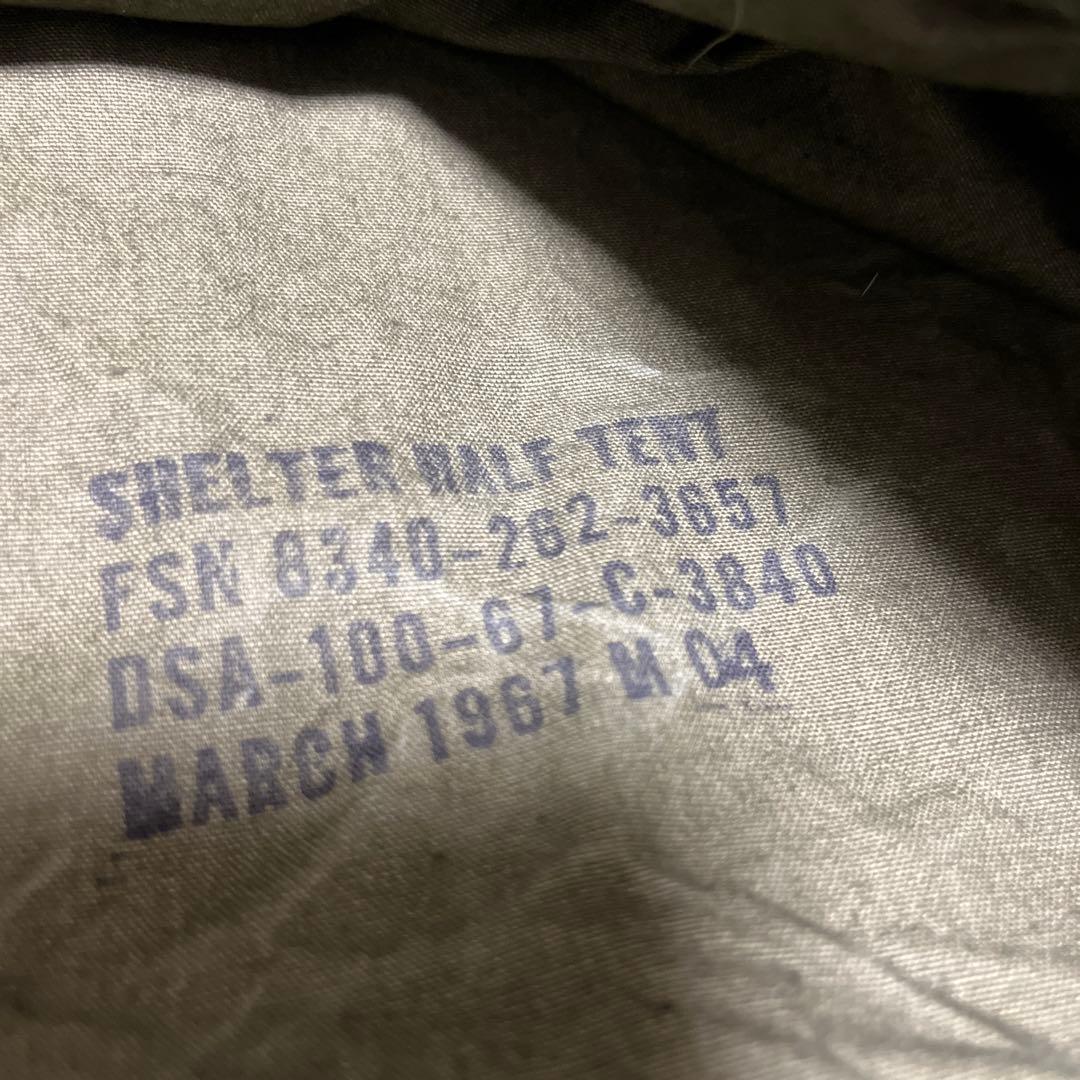 SHELTER HALF TENT
FSN 8340-262-3657
DSA-100-67-C-3840
MARCH 1967 M 04